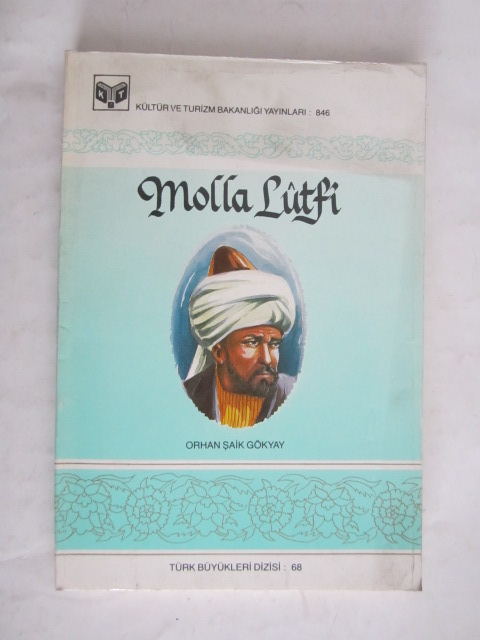 K T
KÜLTÜR VE TURİZM BAKANLIĞI YAYINLARI : 846
Molla Lûtfi
ORHAN ŞAİK GÖKYAY
TÜRK BÜYÜKLERİ DİZİSİ : 68